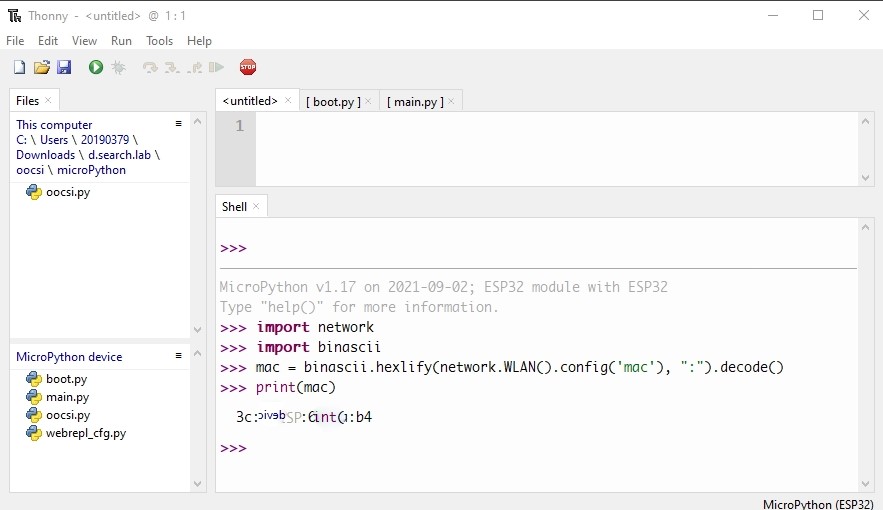 Thonny - <untitled> @ 1:1
File Edit View Run Tools Help
STOP
Files
This computer
C: \ Users \ 20190379 \
Downloads \ d.search.lab \
oocsi \ microPython
oocsi.py
MicroPython device
boot.py
main.py
oocsi.py
webrepl_cfg.py
<untitled> [ boot.py ] [ main.py ]
1
Shell
>>>
MicroPython v1.17 on 2021-09-02; ESP32 module with ESP32
Type "help()" for more information.
>>> import network
>>> import binascii
>>> mac = binascii.hexlify(network.WLAN().config('mac'), ":").decode()
>>> print(mac)
3c: :b4
>>>
MicroPython (ESP32)